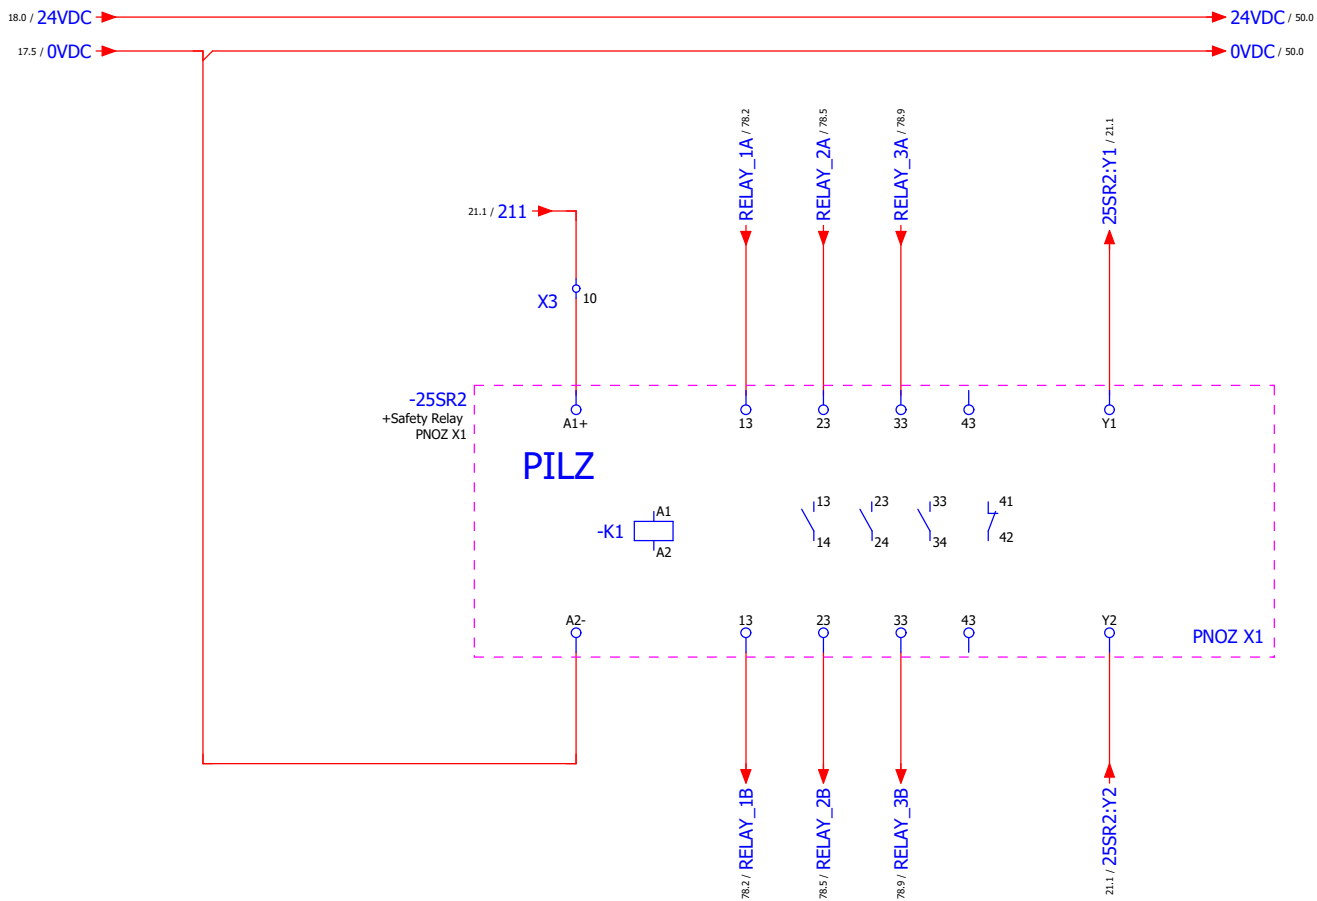 18.0 / 24VDC
24VDC / 50.0
17.5 / 0VDC
0VDC / 50.0
RELAY_1A / 78.2
RELAY_2A / 78.5
RELAY_3A / 78.9
25SR2:Y1 / 21.1
21.1 / 211
X3
10
-25SR2
+Safety Relay
PNOZ X1
A1+
13
23
33
43
Y1
PILZ
-K1
A1
A2
13
14
23
24
33
34
41
42
A2-
13
23
33
43
Y2
PNOZ X1
78.2 / RELAY_1B
78.5 / RELAY_2B
78.9 / RELAY_3B
21.1 / 25SR2:Y2